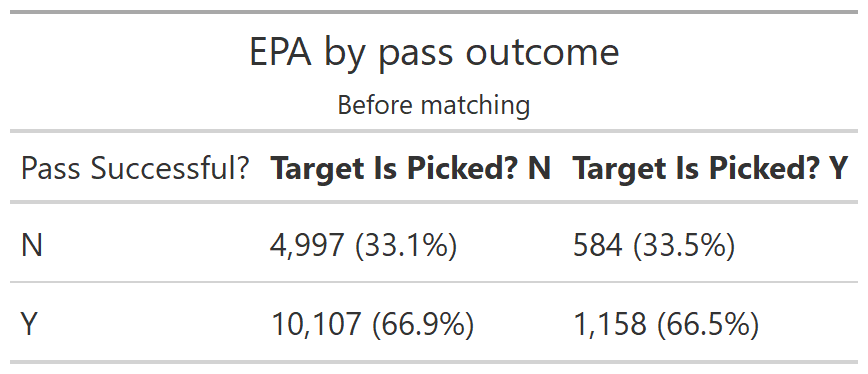 EPA by pass outcome
Before matching
Pass Successful? Target Is Picked? N Target Is Picked? Y
N 4,997 (33.1%) 584 (33.5%)
Y 10,107 (66.9%) 1,158 (66.5%)